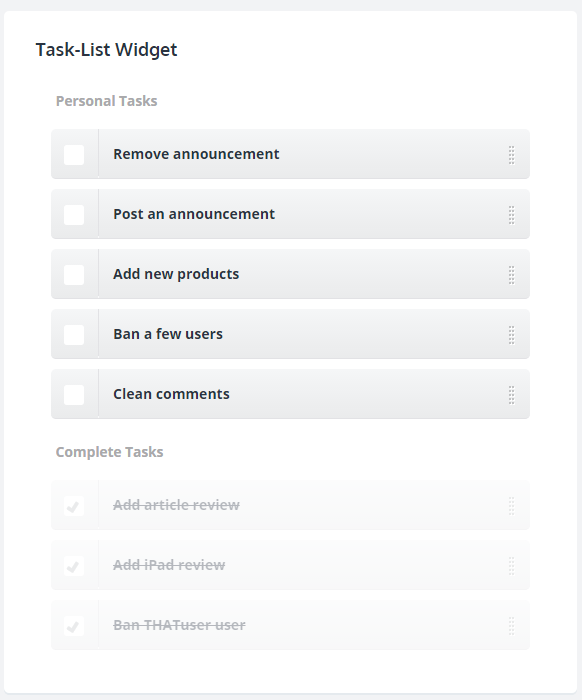 Task-List Widget
Personal Tasks
Remove announcement
Post an announcement
Add new products
Ban a few users
Clean comments
Complete Tasks
Add article review
Add iPad review
Ban THATuser user